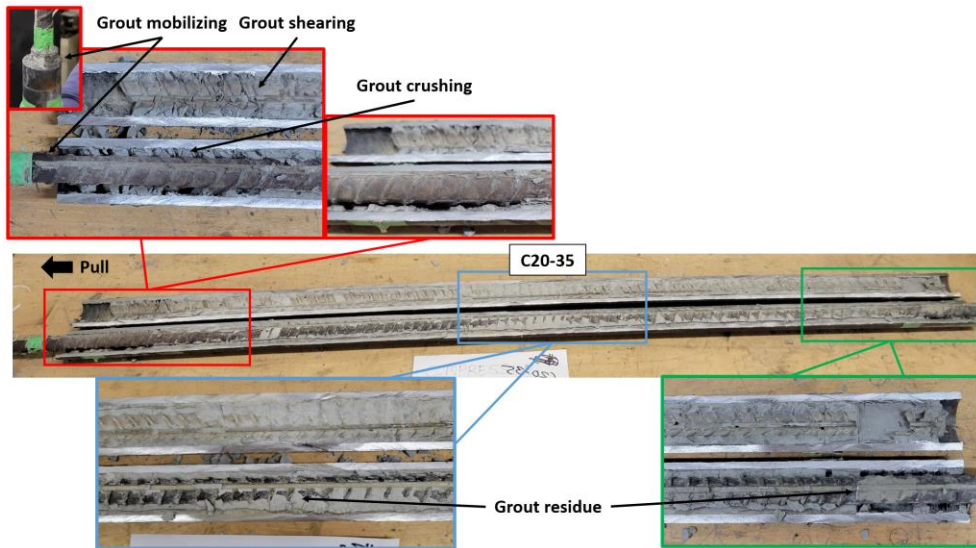 Grout mobilizing
Grout shearing
Grout crushing
C20-35
Pull
Grout residue